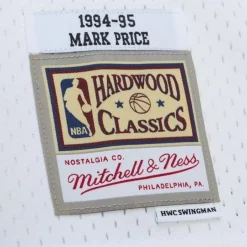 1994-95
MARK PRICE
HARDWOOD
NBA
CLASSICS
NOSTALGIA CO.
Mitchell & Ness
PHILADELPHIA, PA.
HWC SWINGMAN